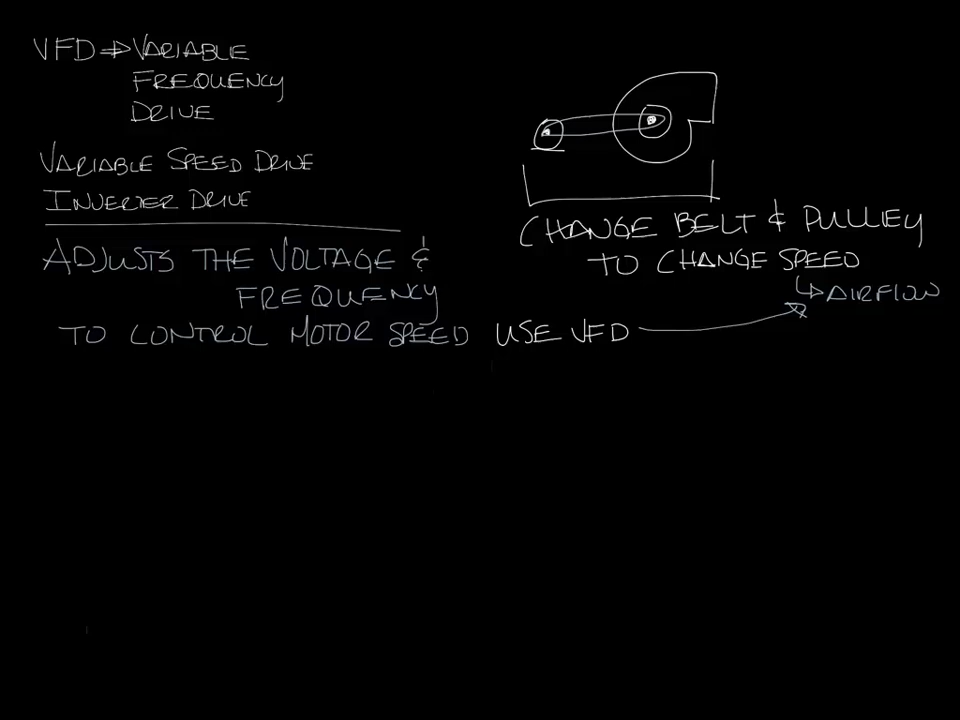 VFD ⇒ VARIABLE
FREQUENCY
DRIVE
VARIABLE SPEED DRIVE
INVERTER DRIVE
ADJUSTS THE VOLTAGE &
FREQUENCY
TO CONTROL MOTOR SPEED
CHANGE BELT & PULLEY
TO CHANGE SPEED
↳ AIRFLOW
USE VFD